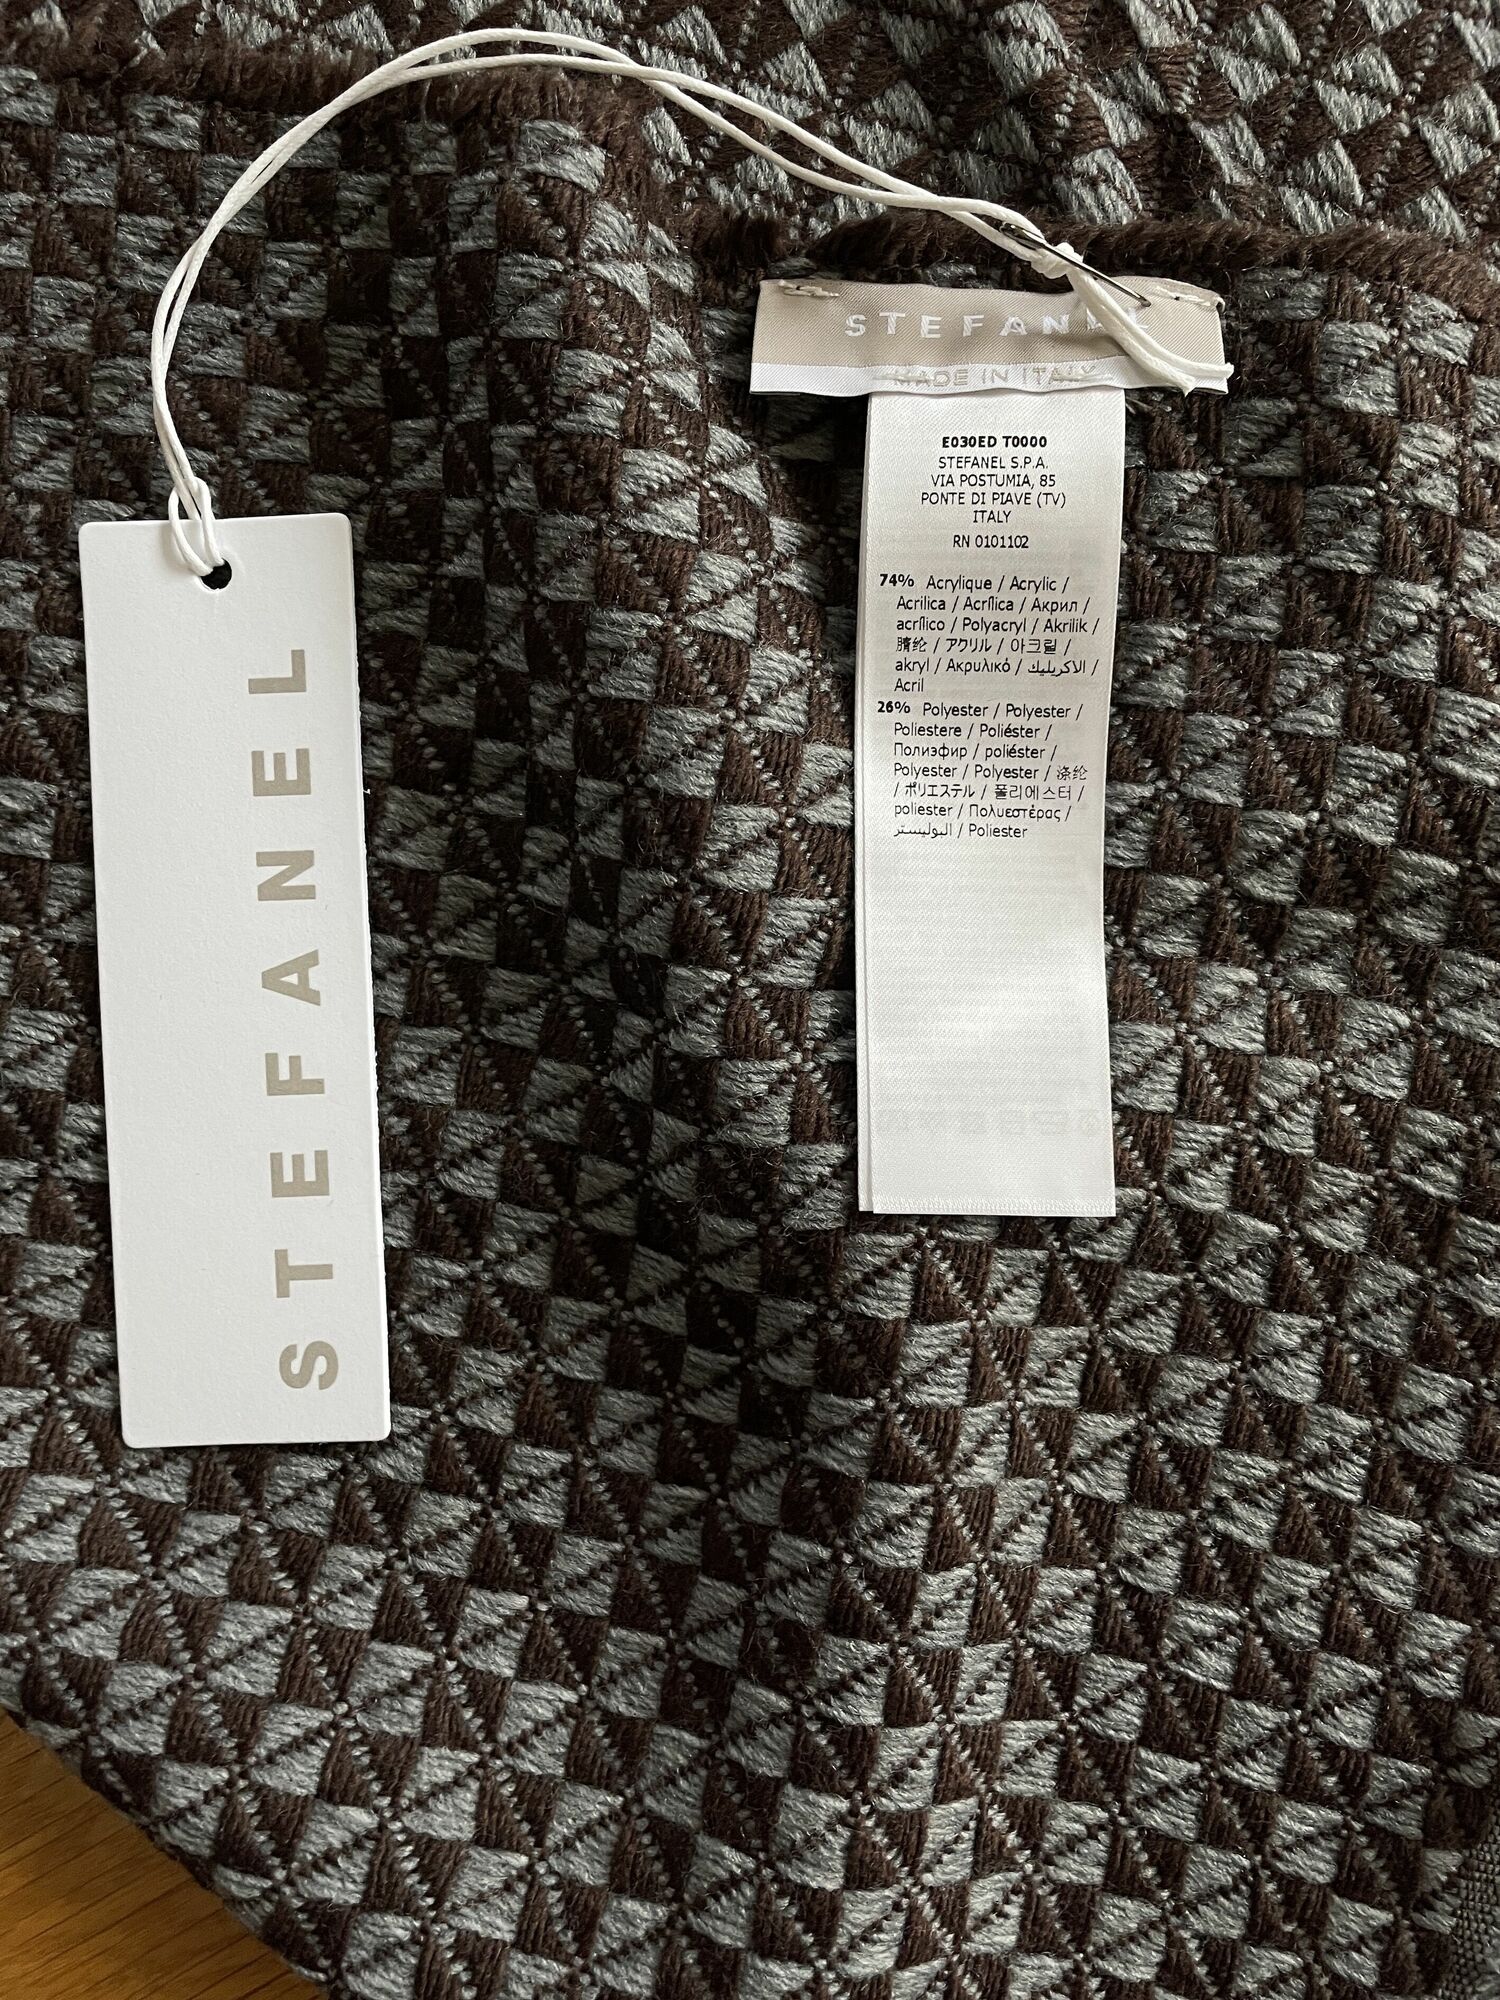 STEFANEL
STEFANEL
MADE IN ITALY
E030ED T0000
STEFANEL S.P.A.
VIA POSTUMIA, 85
PONTE DI PIAVE (TV)
ITALY
RN 0101102
74% Acrylique / Acrylic /
Acrilica / Acrílica / Акрил /
acrílico / Polyacryl / Akrilik /
腈纶 / アクリル / 아크릴 /
akryl / Ακρυλικό / الاكريليك /
Acril
26% Polyester / Polyester /
Poliestere / Poliéster /
Полиэфир / poliéster /
Polyester / Polyester / 涤纶
/ ポリエステル / 폴리에스터 /
poliester / Πολυεστέρας /
البوليستر / Poliester